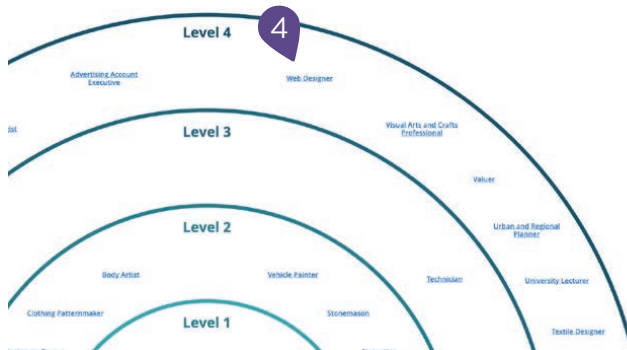 Level 4
4
Advertising Account
Executive
Web Designer
Visual Arts and Crafts
Professional
Level 3
Valuer
Level 2
Urban and Regional
Planner
Body Artist
Vehicle Painter
Technician
University Lecturer
Clothing Patternmaker
Stonemason
Level 1
Textile Designer